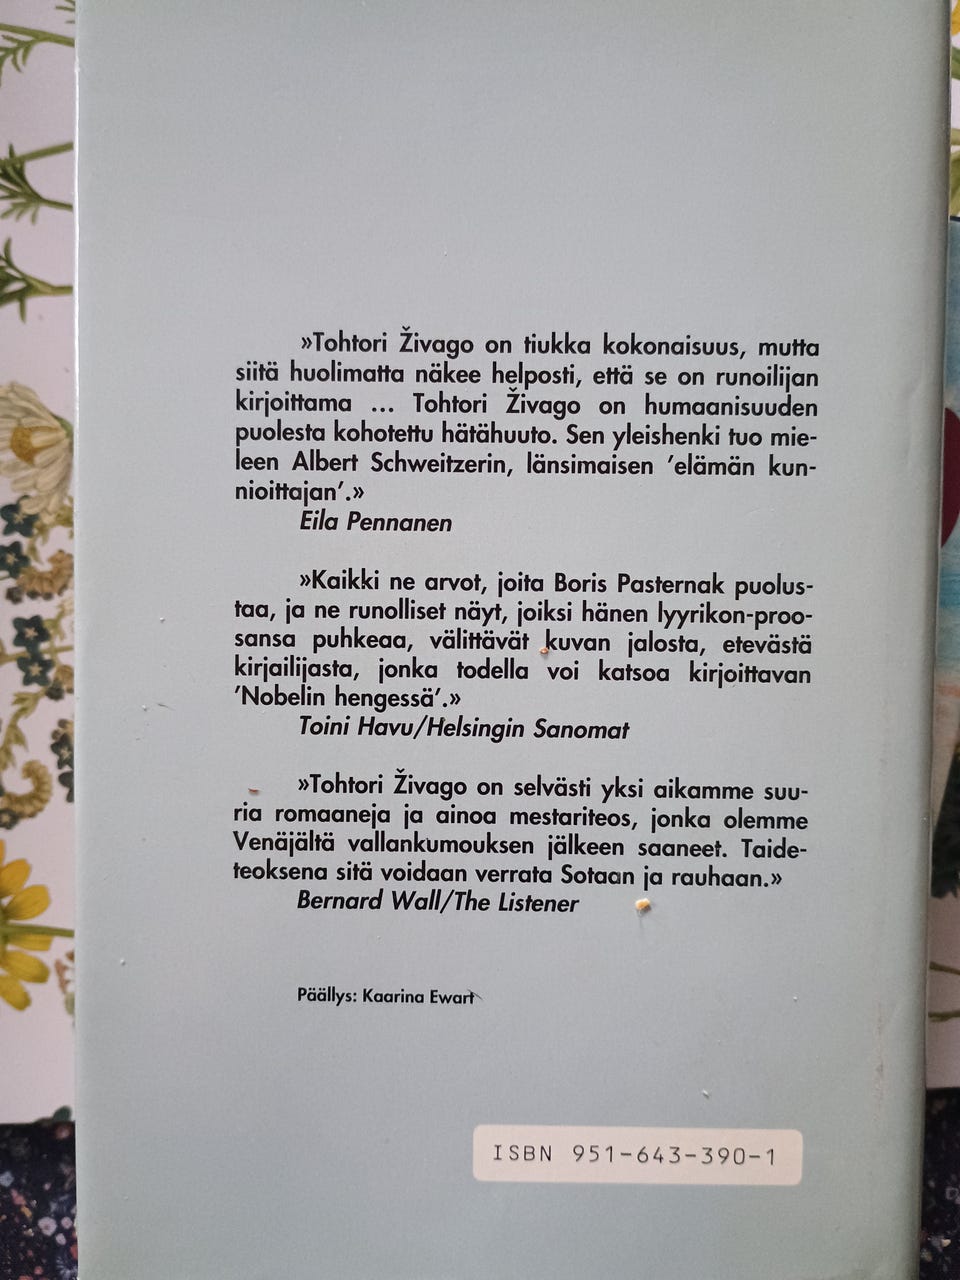 »Tohtori Živago on tiukka kokonaisuus, mutta
siitä huolimatta näkee helposti, että se on runoilijan
kirjoittama ... Tohtori Živago on humaanisuuden
puolesta kohotettu hätähuuto. Sen yleishenki tuo mie-
leen Albert Schweitzerin, länsimaisen 'elämän kun-
nioittajan'.»
Eila Pennanen
»Kaikki ne arvot, joita Boris Pasternak puolus-
taa, ja ne runolliset näyt, joiksi hänen lyyrikon-proo-
sansa puhkeaa, välittävät kuvan jalosta, etevästä
kirjailijasta, jonka todella voi katsoa kirjoittavan
'Nobelin hengessä'.»
Toini Havu/Helsingin Sanomat
»Tohtori Živago on selvästi yksi aikamme suu-
ria romaaneja ja ainoa mestariteos, jonka olemme
Venäjältä vallankumouksen jälkeen saaneet. Taide-
teoksena sitä voidaan verrata Sotaan ja rauhaan.»
Bernard Wall/The Listener
Päällys: Kaarina Ewart
ISBN 951-643-390-1